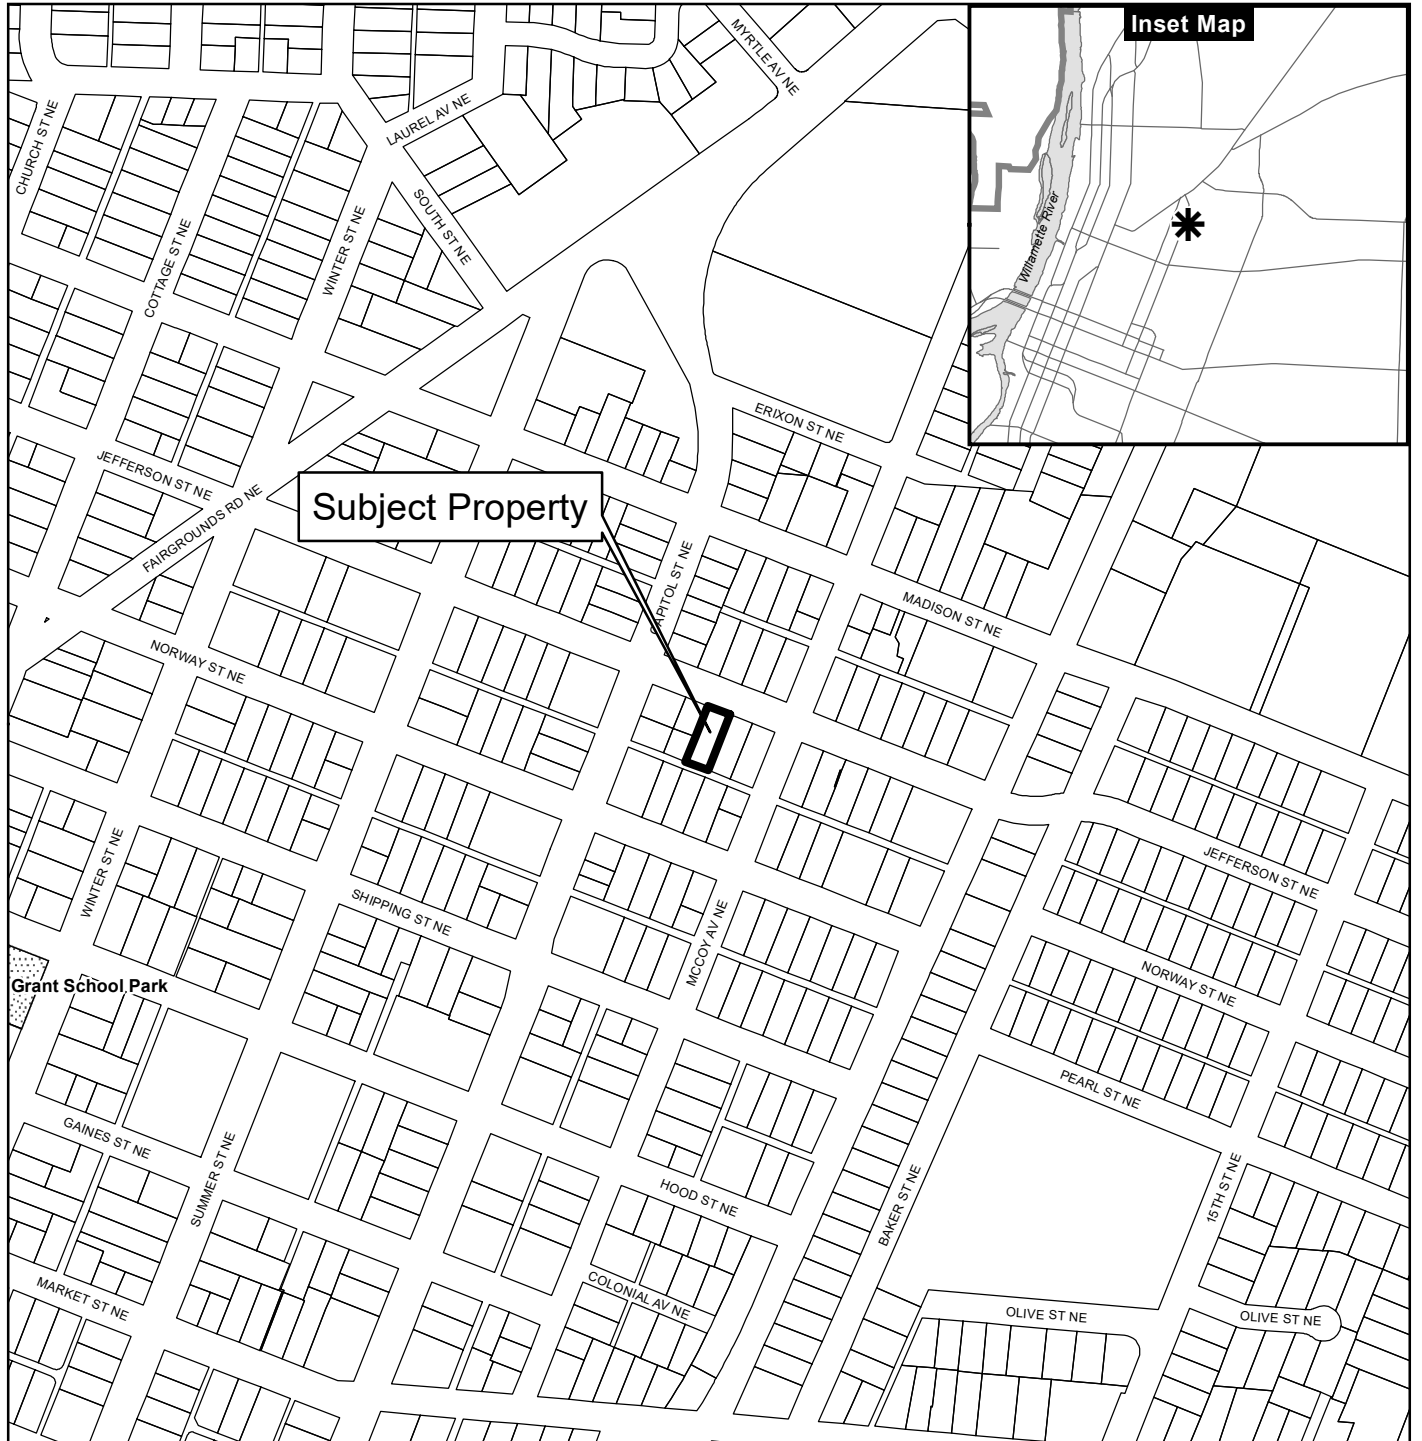 Inset Map
MYRTLE AV NE
LAUREL AV NE
CHURCH ST NE
SOUTH ST NE
WINTER ST NE
COTTAGE ST NE
Willamette River
ERIXON ST NE
JEFFERSON ST NE
FAIRGROUNDS RD NE
Subject Property
CAPITOL ST NE
MADISON ST NE
NORWAY ST NE
WINTER ST NE
JEFFERSON ST NE
SHIPPING ST NE
MCCOY AV NE
NORWAY ST NE
Grant School Park
PEARL ST NE
GAINES ST NE
SUMMER ST NE
HOOD ST NE
BAKER ST NE
15TH ST NE
MARKET ST NE
COLONIAL AV NE
OLIVE ST NE
OLIVE ST NE